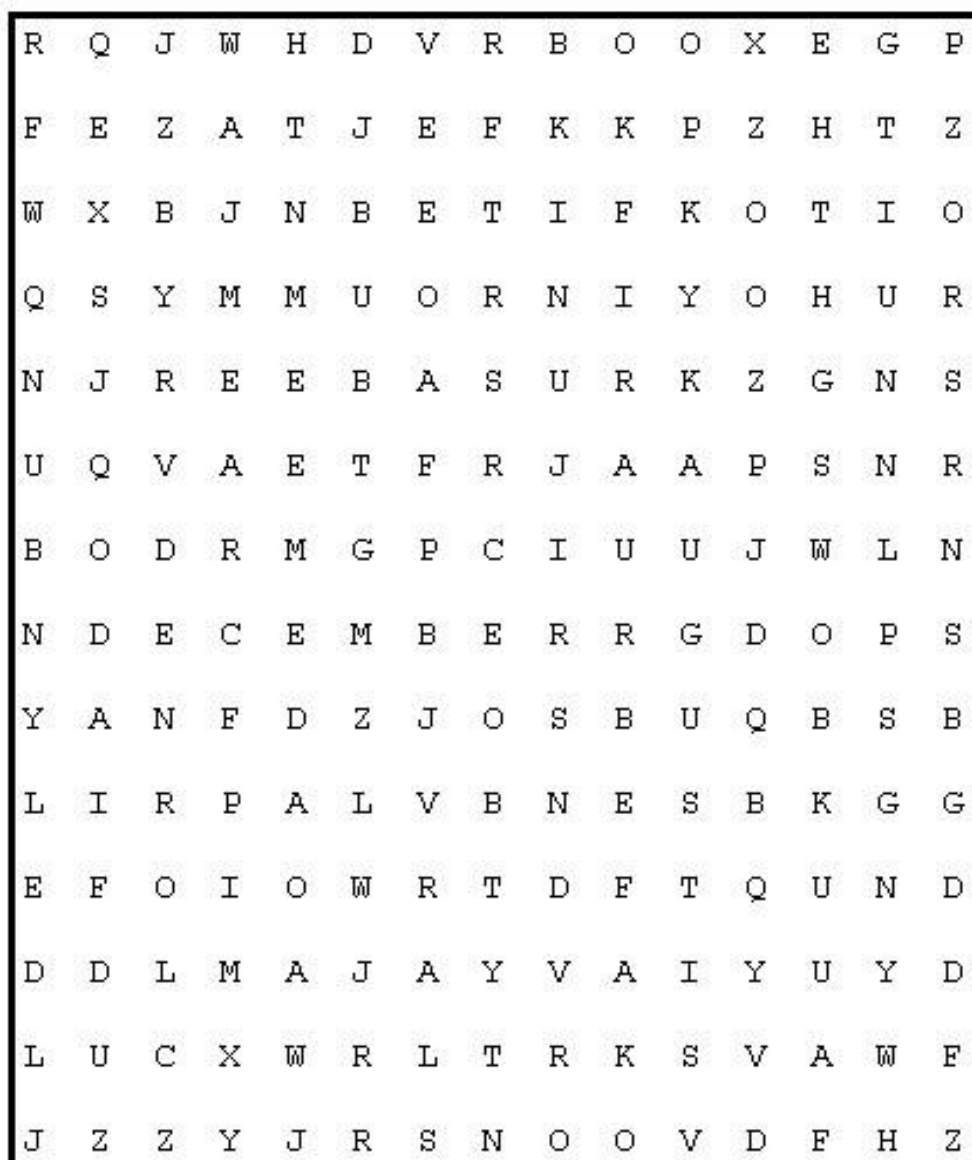 R Q J W H D V R B O O X E G P
F E Z A T J E F K K P Z H T Z
W X B J N B E T I F K O T I O
Q S Y M M U O R N I Y O H U R
N J R E E B A S U R K Z G N S
U Q V A E T F R J A A P S N R
B O D R M G P C I U U J W L N
N D E C E M B E R R G D O P S
Y A N F D Z J O S B U Q B S B
L I R P A L V B N E S B K G G
E F O I O W R T D F T Q U N D
D D L M A J A Y V A I Y U Y D
L U C X W R L T R K S V A W F
J Z Z Y J R S N O O V D F H Z